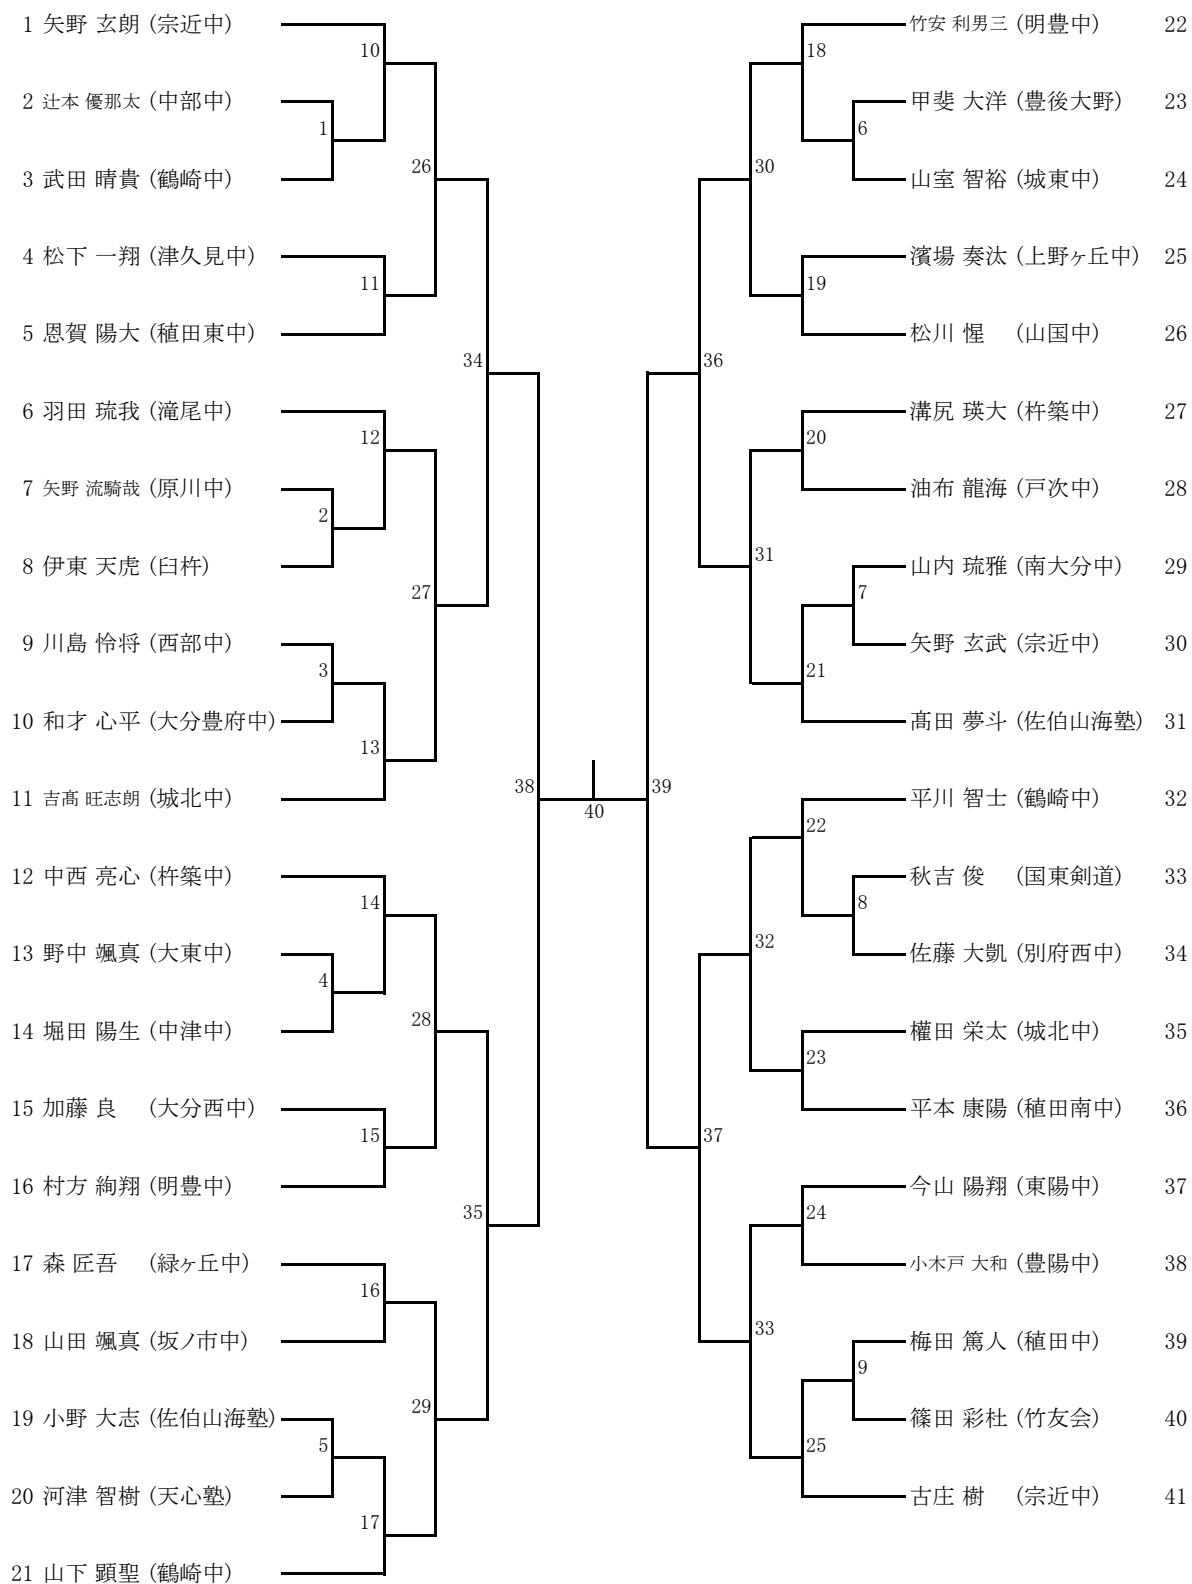 1 矢野 玄朗 (宗近中)
10
2 辻本 優那太 (中部中)
1
3 武田 晴貴 (鶴崎中)
26
4 松下 一翔 (津久見中)
11
5 恩賀 陽大 (稙田東中)
34
6 羽田 琉我 (滝尾中)
12
7 矢野 流騎哉 (原川中)
2
8 伊東 天虎 (臼杵)
27
9 川島 怜将 (西部中)
3
10 和才 心平 (大分豊府中)
13
11 吉髙 旺志朗 (城北中)
38
40
12 中西 亮心 (杵築中)
14
13 野中 颯真 (大東中)
4
14 堀田 陽生 (中津中)
28
15 加藤 良 (大分西中)
15
16 村方 絢翔 (明豊中)
35
17 森 匠吾 (緑ヶ丘中)
16
18 山田 颯真 (坂ノ市中)
29
19 小野 大志 (佐伯山海塾)
5
20 河津 智樹 (天心塾)
17
21 山下 顕聖 (鶴崎中)
竹安 利男三 (明豊中) 22
18
甲斐 大洋 (豊後大野) 23
6
山室 智裕 (城東中) 24
30
濱場 奏汰 (上野ヶ丘中) 25
19
松川 惺 (山国中) 26
36
溝尻 瑛大 (杵築中) 27
20
油布 龍海 (戸次中) 28
31
山内 琉雅 (南大分中) 29
7
矢野 玄武 (宗近中) 30
21
髙田 夢斗 (佐伯山海塾) 31
39
平川 智士 (鶴崎中) 32
22
秋吉 俊 (国東剣道) 33
8
佐藤 大凱 (別府西中) 34
32
権田 栄太 (城北中) 35
23
平本 康陽 (稙田南中) 36
37
今山 陽翔 (東陽中) 37
24
小木戸 大和 (豊陽中) 38
33
梅田 篤人 (稙田中) 39
9
篠田 彩杜 (竹友会) 40
25
古庄 樹 (宗近中) 41